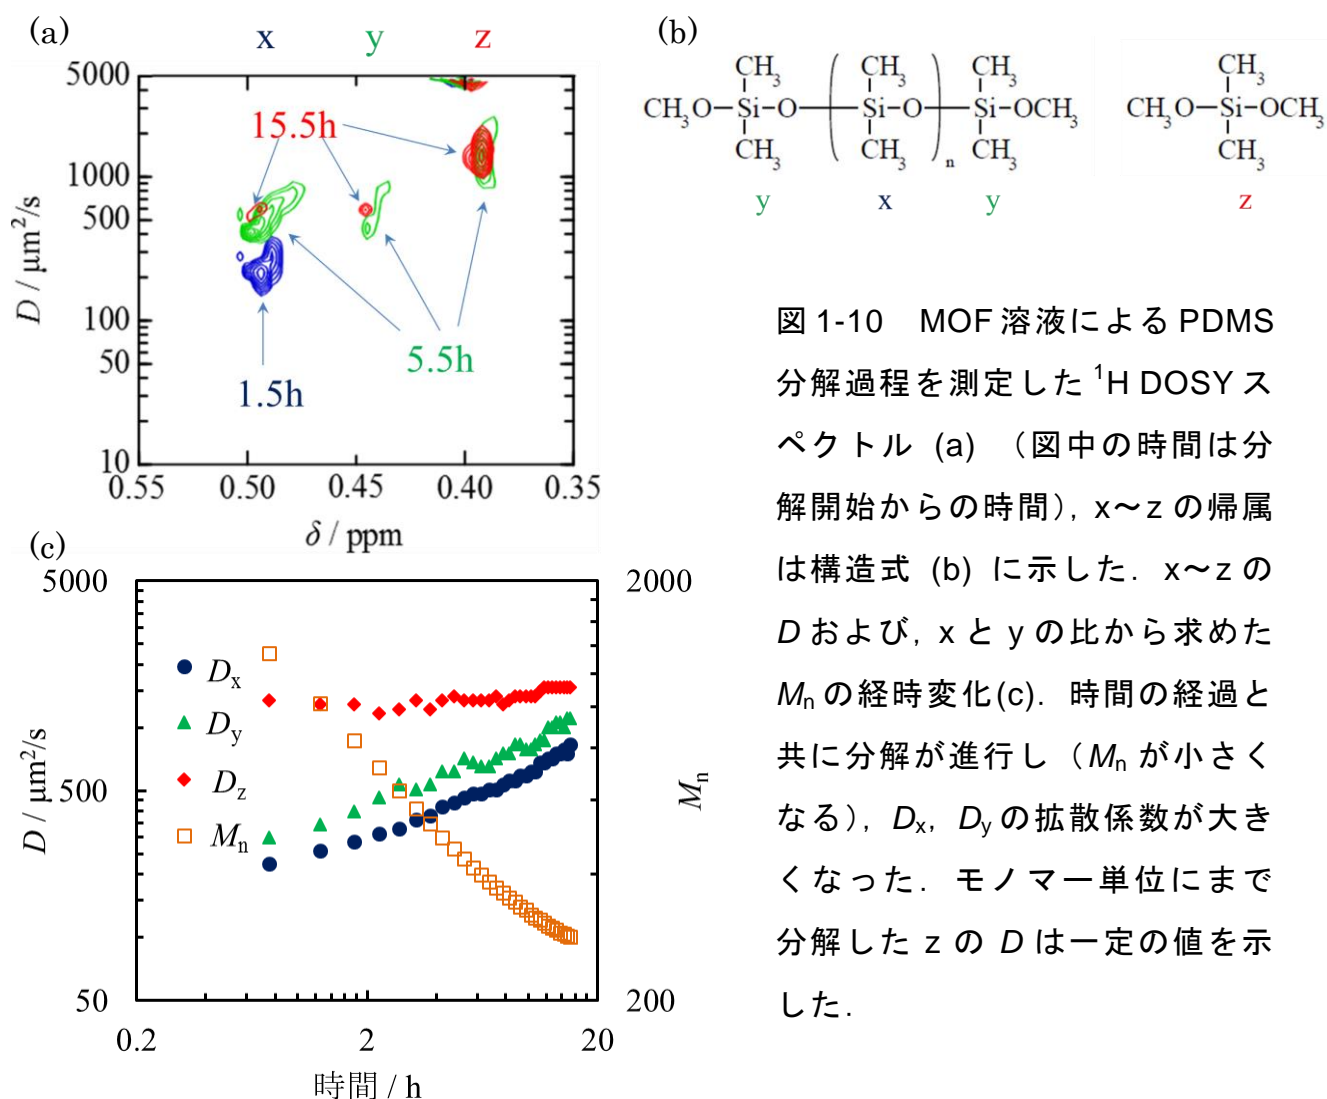 (a)
x y z
5000
1000
500
100
50
10
D / μm²/s
15.5h
5.5h
1.5h
0.55 0.50 0.45 0.40 0.35
δ / ppm
(b)
CH₃ CH₃ CH₃
CH₃O−Si−O−(Si−O)n−Si−OCH₃
CH₃ CH₃ CH₃
y x y
CH₃
CH₃O−Si−OCH₃
CH₃
z
(c)
5000
500
50
D / μm²/s
Dx
Dy
Dz
Mn
2000
200
Mn
0.2 2 20
時間 / h
図 1-10 MOF 溶液による PDMS
分解過程を測定した ¹H DOSY ス
ペクトル (a) (図中の時間は分
解開始からの時間), x～z の帰属
は構造式 (b) に示した. x～z の
D および, x と y の比から求めた
Mn の経時変化(c). 時間の経過と
共に分解が進行し (Mn が小さく
なる), Dx, Dy の拡散係数が大き
くなった. モノマー単位にまで
分解した z の D は一定の値を示
した.